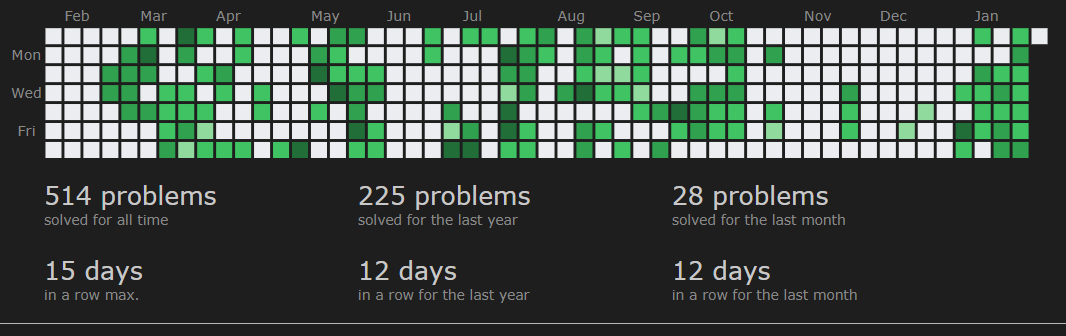 Feb Mar Apr May Jun Jul Aug Sep Oct Nov Dec Jan
Mon
Wed
Fri
514 problems 225 problems 28 problems
solved for all time solved for the last year solved for the last month
15 days 12 days 12 days
in a row max. in a row for the last year in a row for the last month